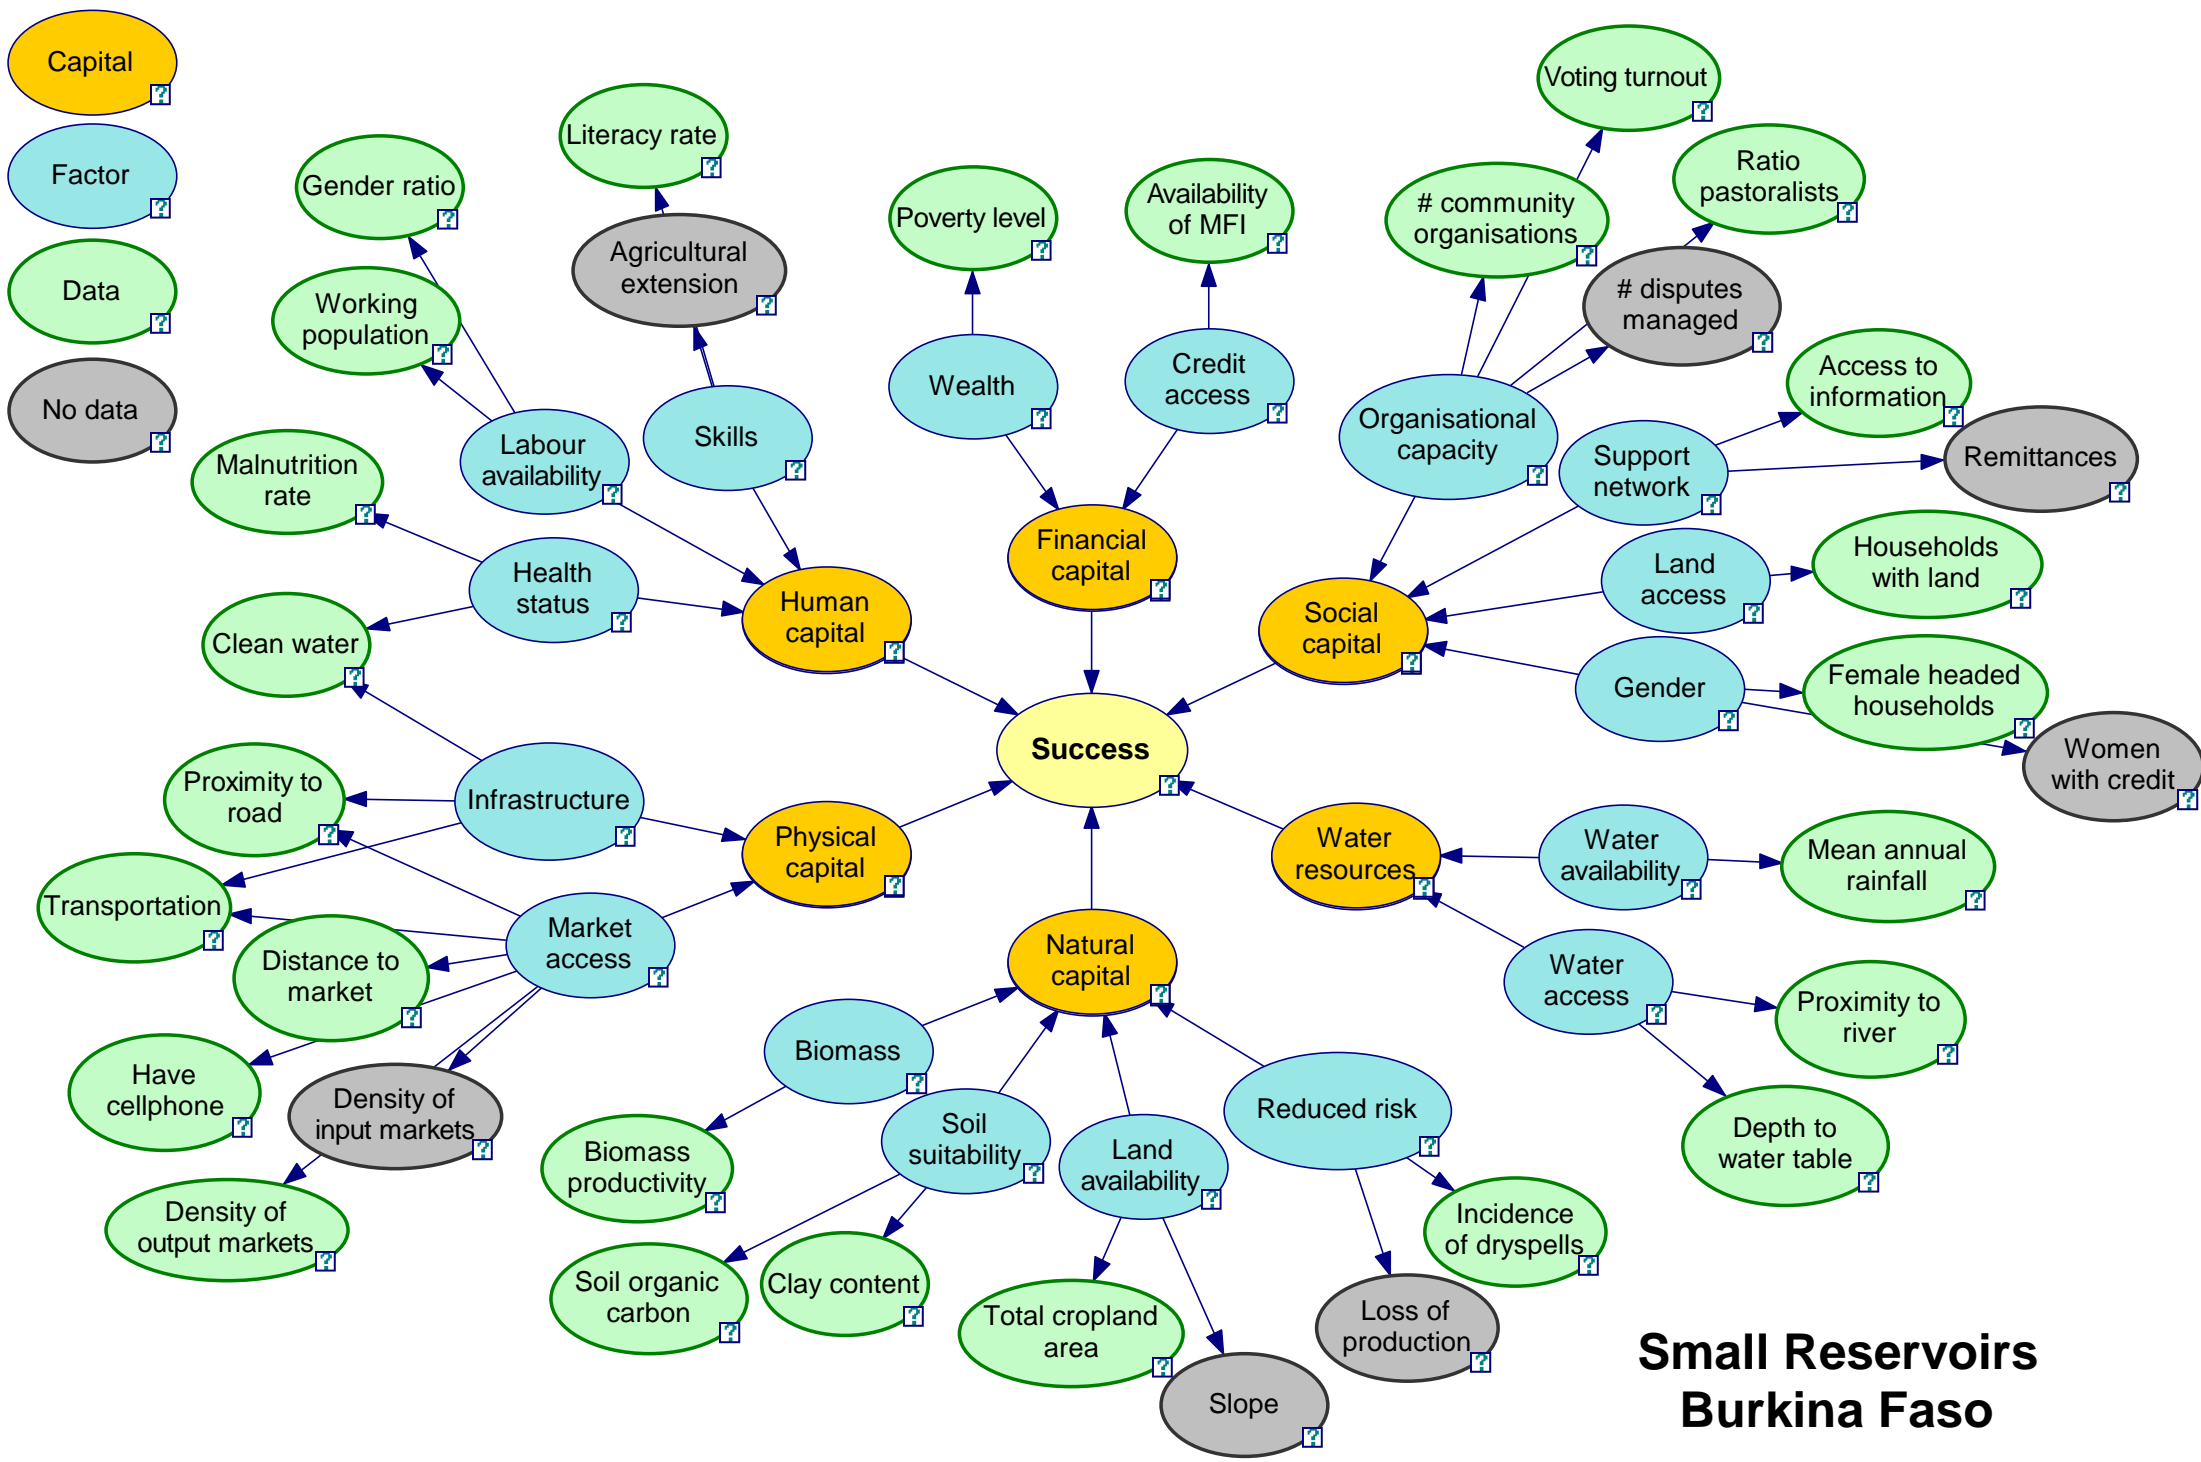 Capital
Factor
Data
No data
Gender ratio
Working
population
Literacy rate
Agricultural
extension
Labour
availability
Skills
Malnutrition
rate
Health
status
Clean water
Human
capital
Poverty level
Availability
of MFI
Wealth
Credit
access
Financial
capital
Voting turnout
# community
organisations
Ratio
pastoralists
# disputes
managed
Organisational
capacity
Access to
information
Support
network
Remittances
Land
access
Households
with land
Social
capital
Gender
Female headed
households
Women
with credit
Success
Proximity to
road
Infrastructure
Physical
capital
Transportation
Distance to
market
Market
access
Have
cellphone
Density of
input markets
Density of
output markets
Water
resources
Water
availability
Mean annual
rainfall
Water
access
Proximity to
river
Depth to
water table
Natural
capital
Biomass
Soil
suitability
Land
availability
Reduced risk
Biomass
productivity
Soil organic
carbon
Clay content
Total cropland
area
Slope
Loss of
production
Incidence
of dryspells
Small Reservoirs
Burkina Faso